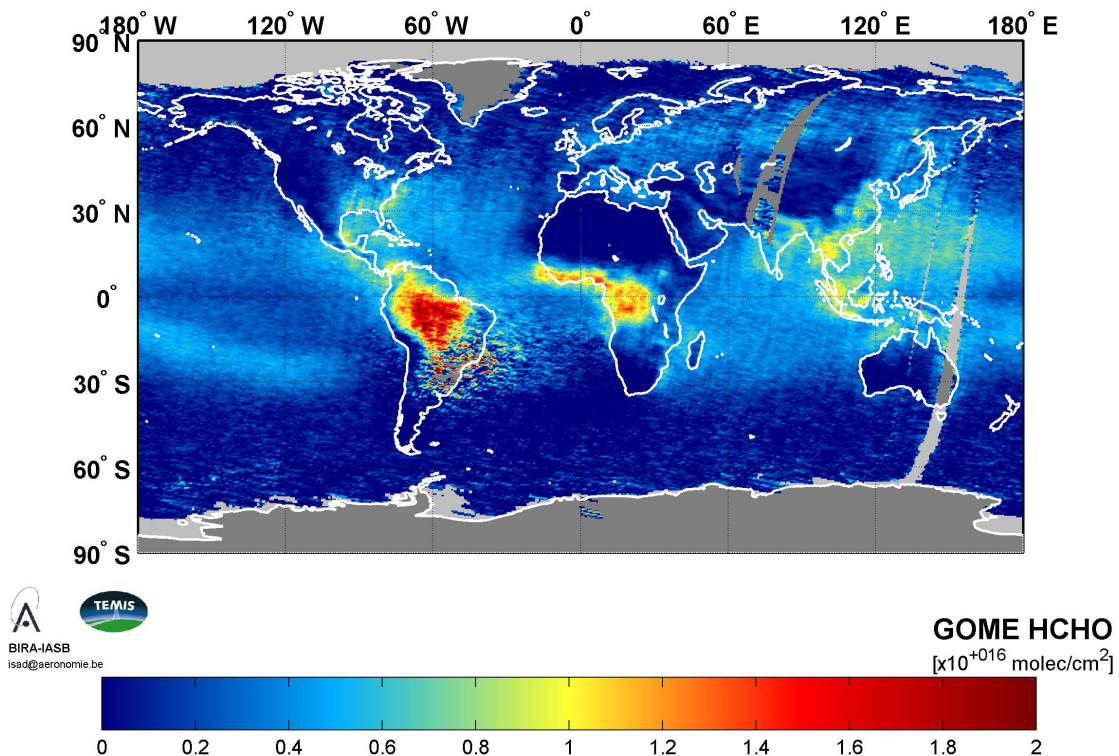 180° W 120° W 60° W 0° 60° E 120° E 180° E
90° N
60° N
30° N
0°
30° S
60° S
90° S
TEMIS
BIRA-IASB
isad@aeronomie.be
GOME HCHO
[x10+016 molec/cm2]
0 0.2 0.4 0.6 0.8 1 1.2 1.4 1.6 1.8 2